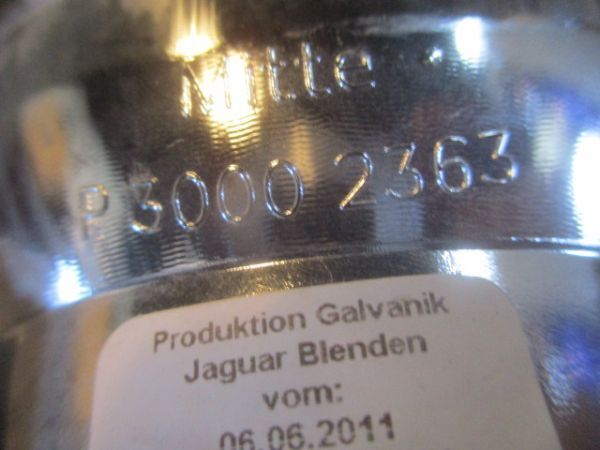 Mitte
P 3000 2363
Produktion Galvanik
Jaguar Blenden
vom:
06.06.2011